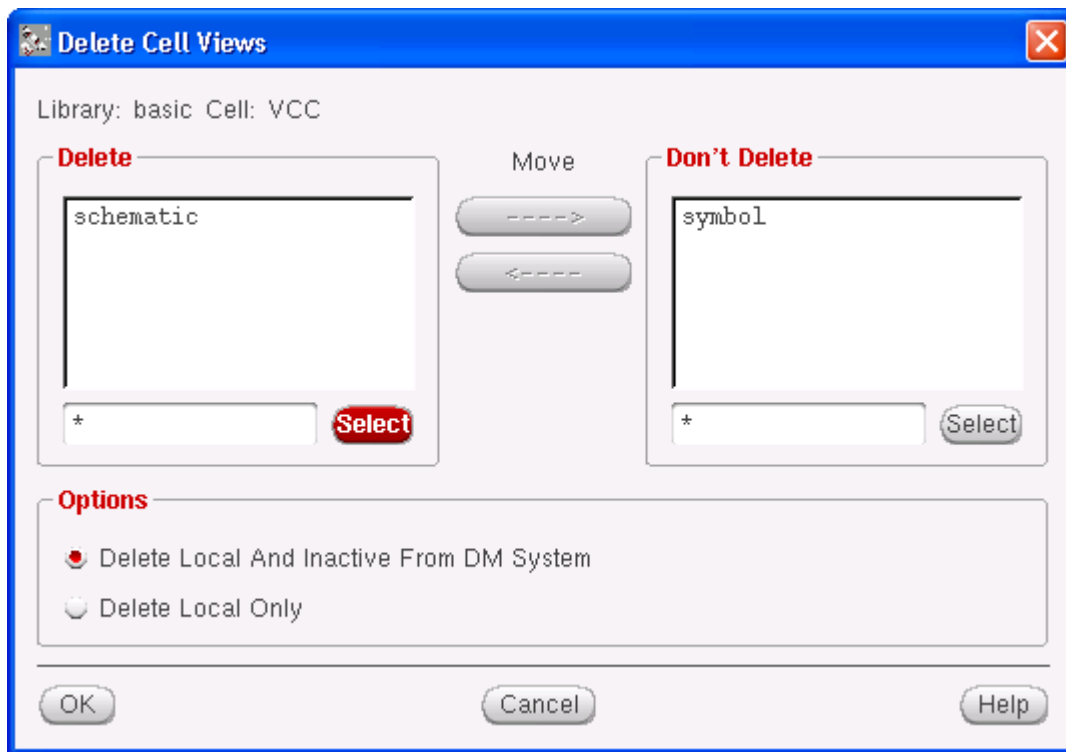 Delete Cell Views
Library: basic Cell: VCC
Delete
schematic
*
Select
Move
---->
<----
Don't Delete
symbol
*
Select
Options
Delete Local And Inactive From DM System
Delete Local Only
OK
Cancel
Help